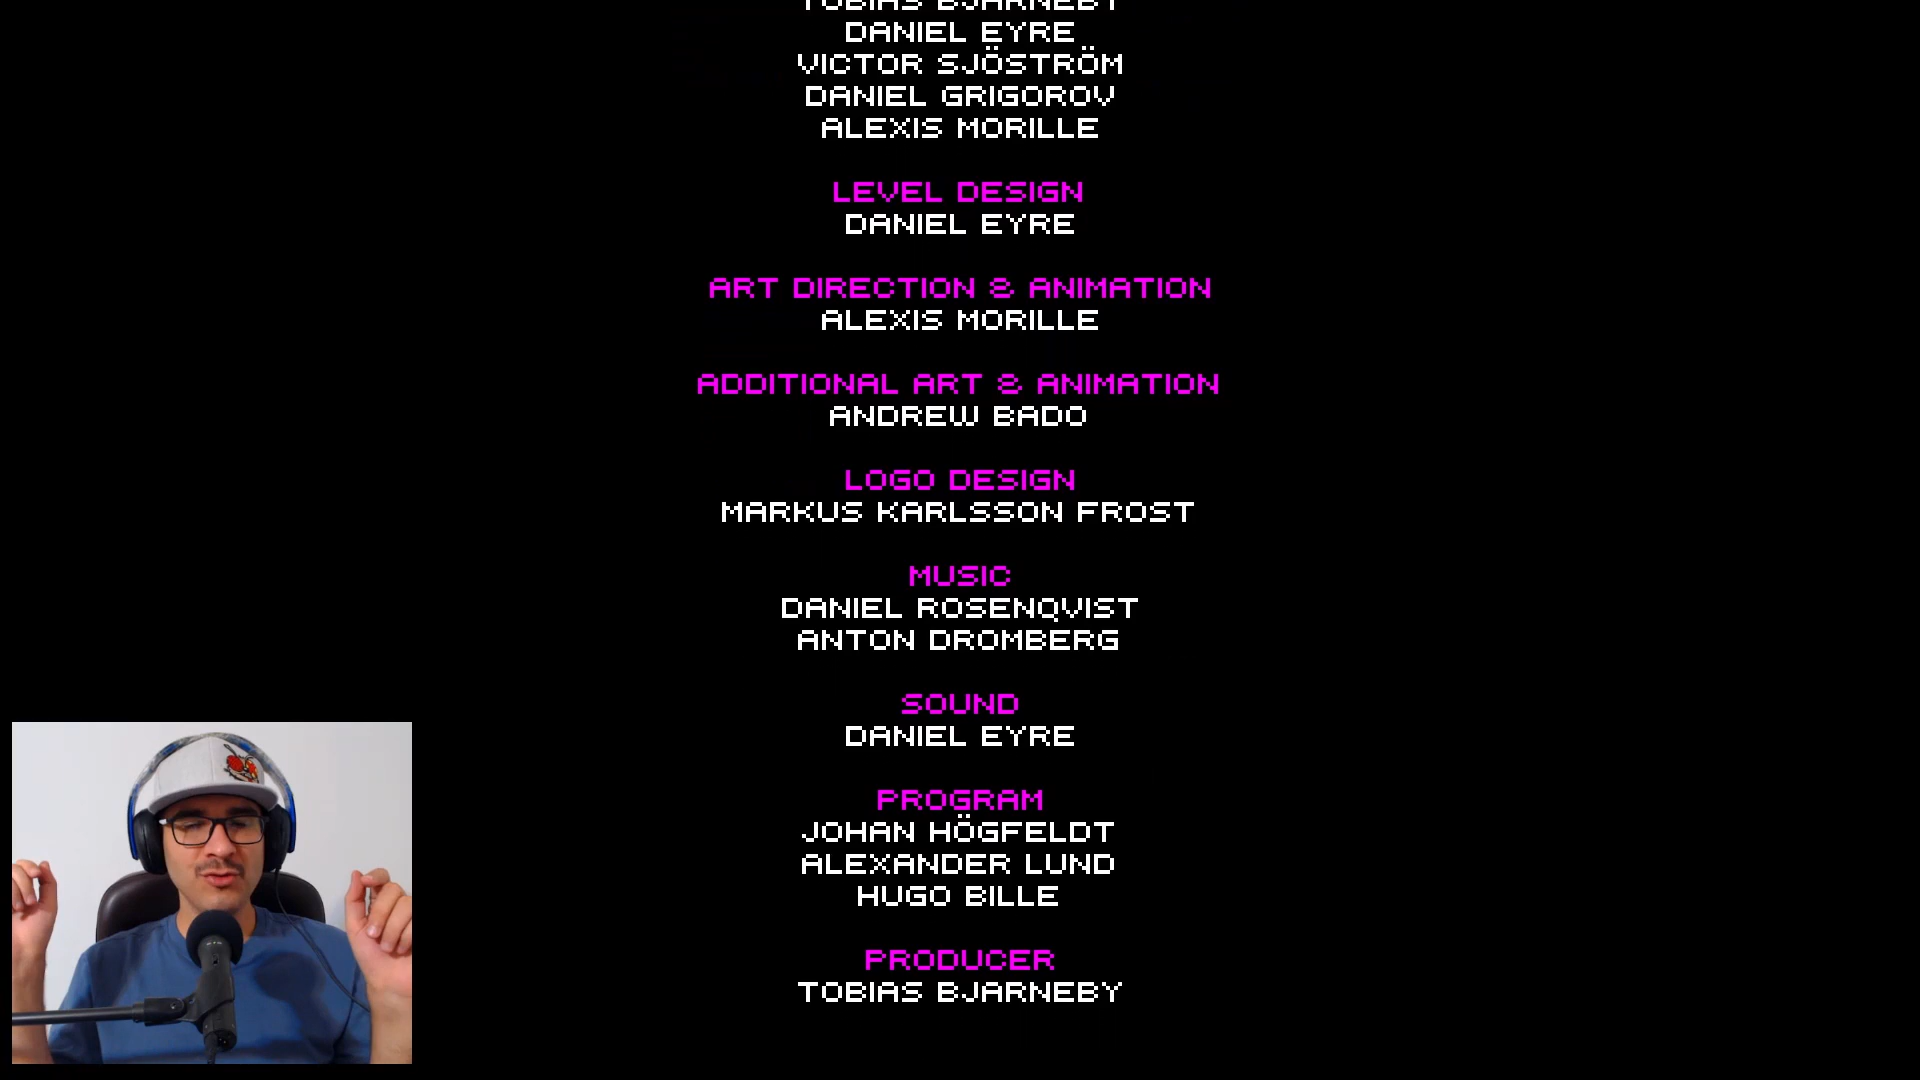 TOBIAS BJARNEBY
DANIEL EYRE
VICTOR SJÖSTRÖM
DANIEL GRIGOROV
ALEXIS MORILLE
LEVEL DESIGN
DANIEL EYRE
ART DIRECTION & ANIMATION
ALEXIS MORILLE
ADDITIONAL ART & ANIMATION
ANDREW BADO
LOGO DESIGN
MARKUS KARLSSON FROST
MUSIC
DANIEL ROSENQVIST
ANTON DROMBERG
SOUND
DANIEL EYRE
PROGRAM
JOHAN HÖGFELDT
ALEXANDER LUND
HUGO BILLE
PRODUCER
TOBIAS BJARNEBY